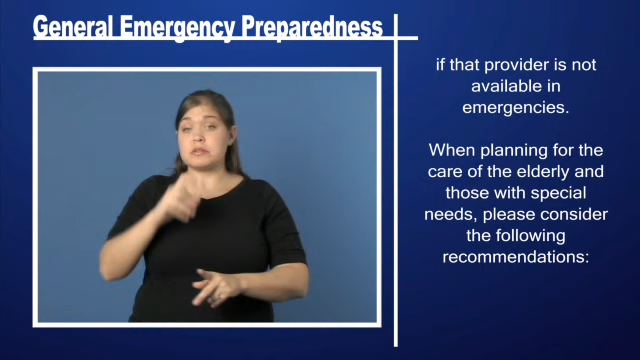 General Emergency Preparedness
if that provider is not
available in
emergencies.
When planning for the
care of the elderly and
those with special
needs, please consider
the following
recommendations: